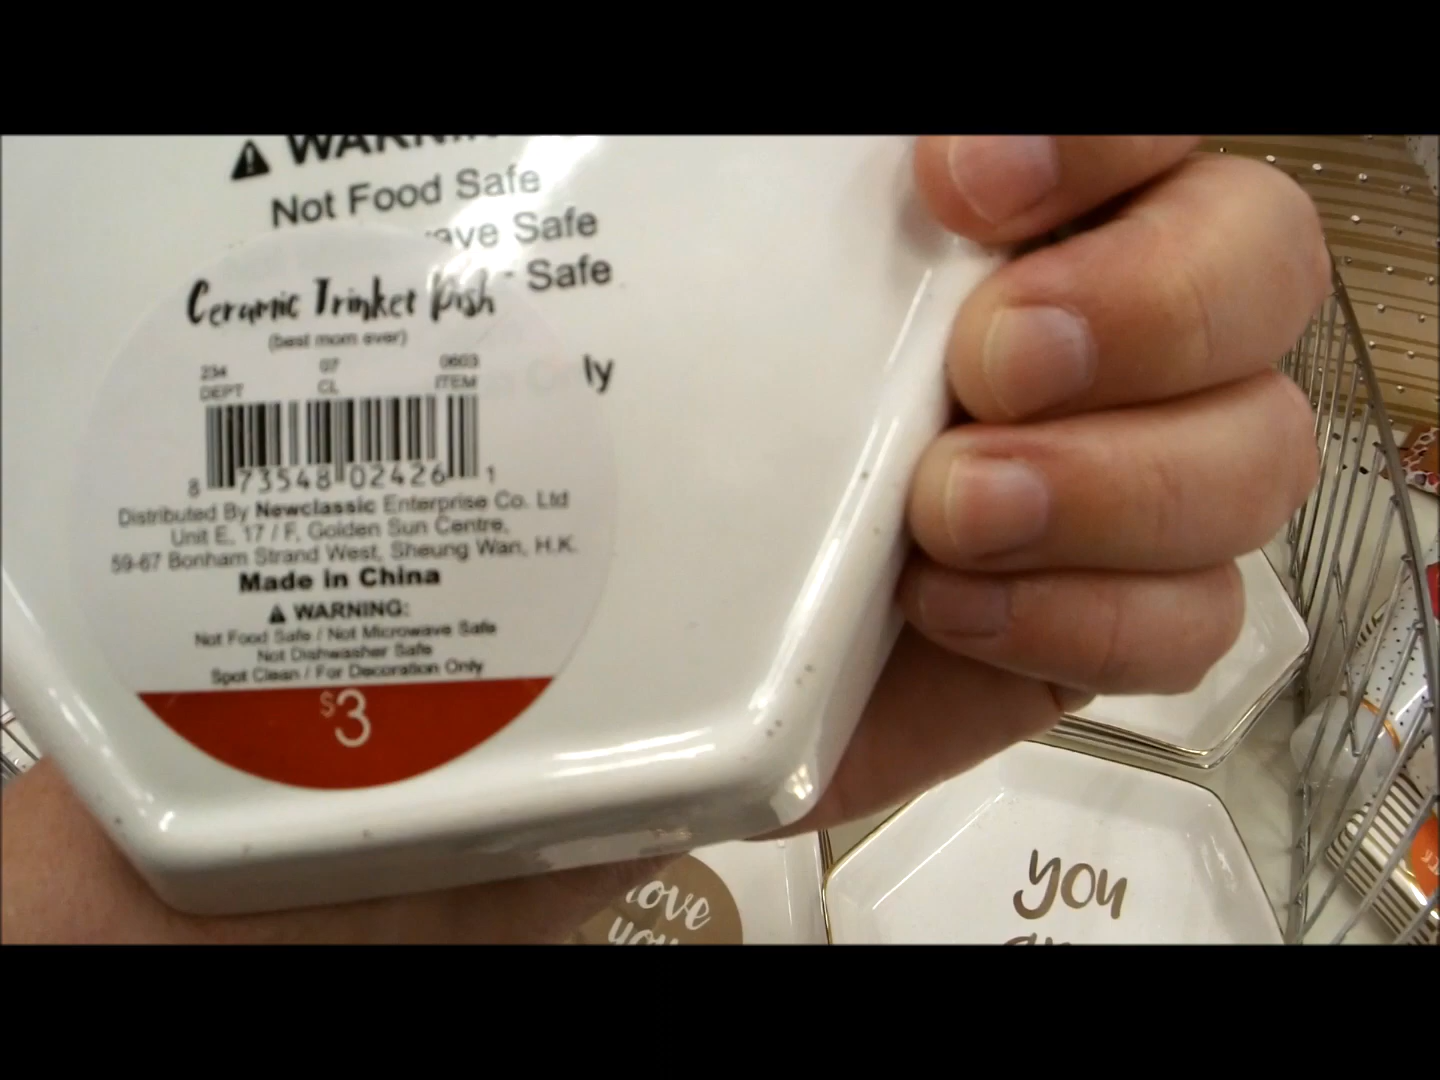 Not Food Safe
Safe
Safe
ly
Ceramic Trinket Dish
(best mom ever)
234 07 0603
DEPT CL ITEM
8 73548 02426 1
Distributed By Newclassic Enterprise Co. Ltd
Unit E, 17 / F, Golden Sun Centre,
59-67 Bonham Strand West, Sheung Wan, H.K.
Made in China
WARNING:
Not Food Safe / Not Microwave Safe
Not Dishwasher Safe
Spot Clean / For Decoration Only
$3
love
you
you